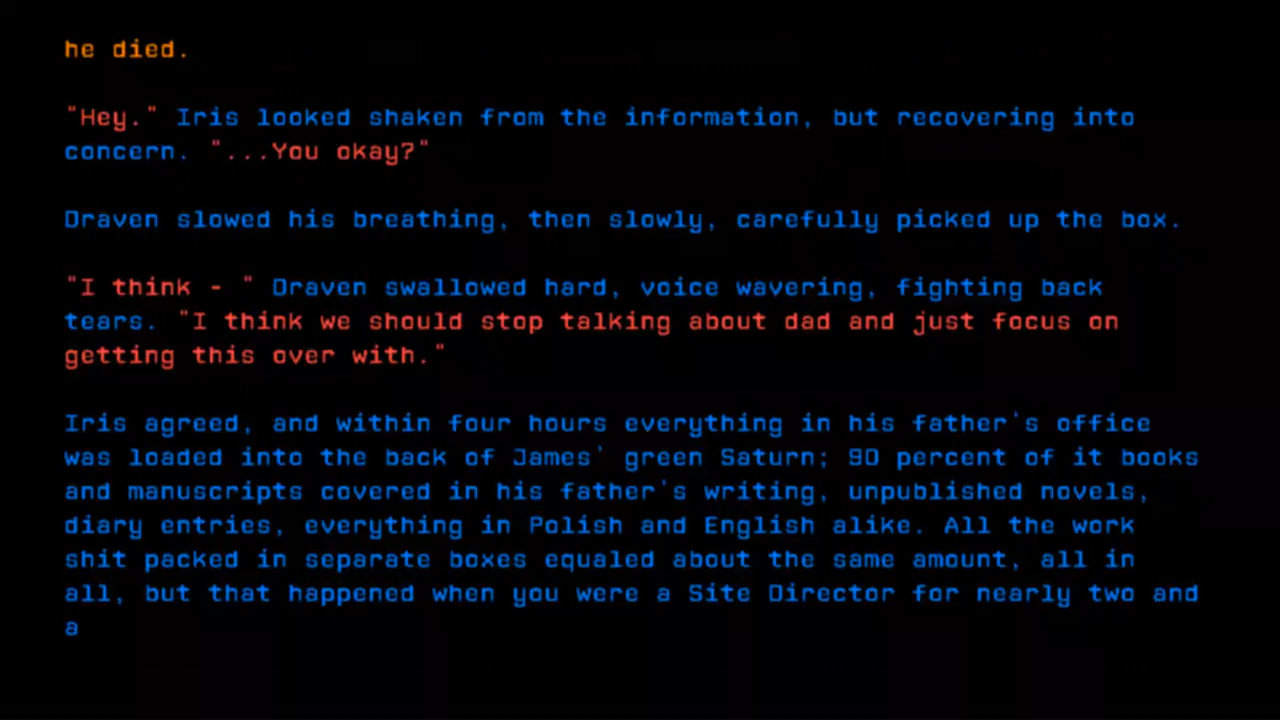 he died.
"Hey." Iris looked shaken from the information, but recovering into
concern. "...You okay?"
Draven slowed his breathing, then slowly, carefully picked up the box.
"I think - " Draven swallowed hard, voice wavering, fighting back
tears. "I think we should stop talking about dad and just focus on
getting this over with."
Iris agreed, and within four hours everything in his father's office
was loaded into the back of James' green Saturn; 90 percent of it books
and manuscripts covered in his father's writing, unpublished novels,
diary entries, everything in Polish and English alike. All the work
shit packed in separate boxes equaled about the same amount, all in
all, but that happened when you were a Site Director for nearly two and
a